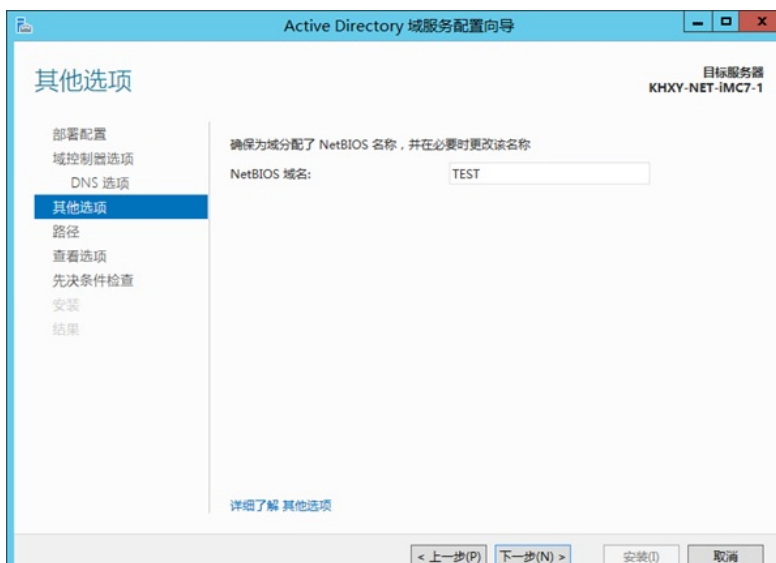 Active Directory 域服务配置向导
其他选项
目标服务器
KHXY-NET-iMC7-1
部署配置
域控制器选项
DNS 选项
其他选项
路径
查看选项
先决条件检查
安装
结果
确保为域分配了 NetBIOS 名称，并在必要时更改该名称
NetBIOS 域名: TEST
详细了解 其他选项
< 上一步(P) 下一步(N) > 安装(I) 取消